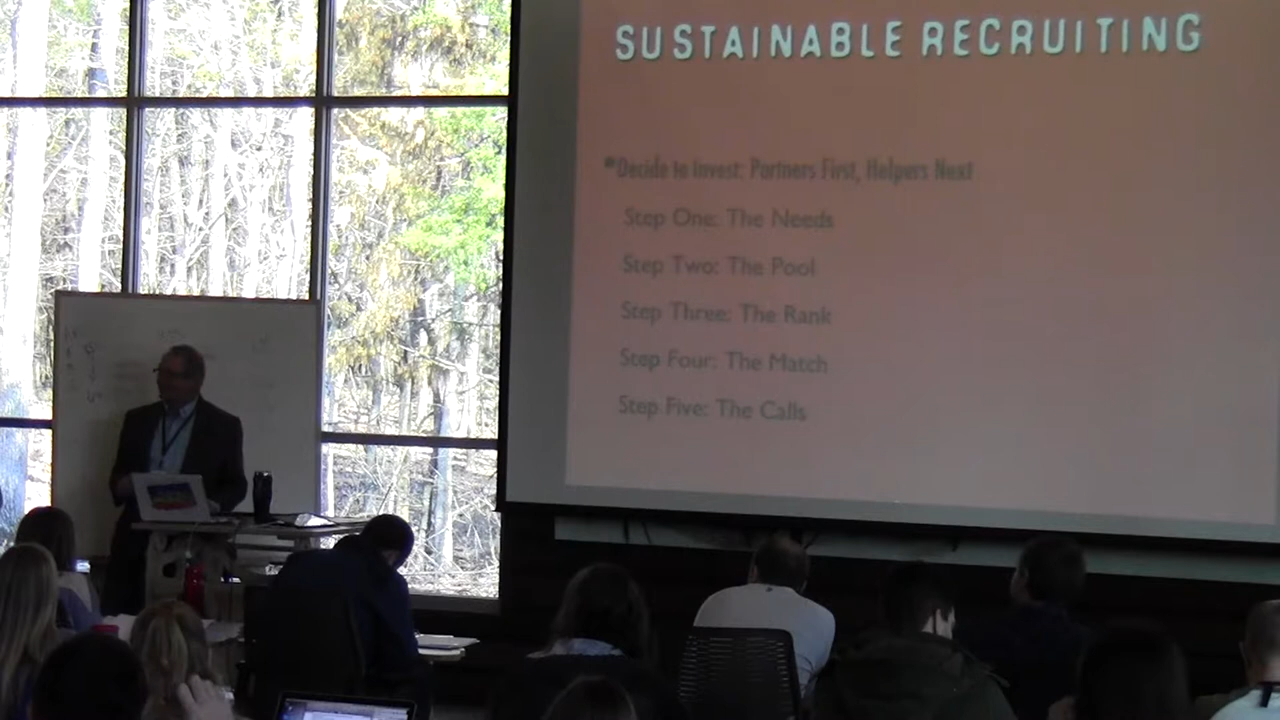 SUSTAINABLE RECRUITING
*Decide to Invest: Partners First, Helpers Next
Step One: The Needs
Step Two: The Pool
Step Three: The Rank
Step Four: The Match
Step Five: The Calls